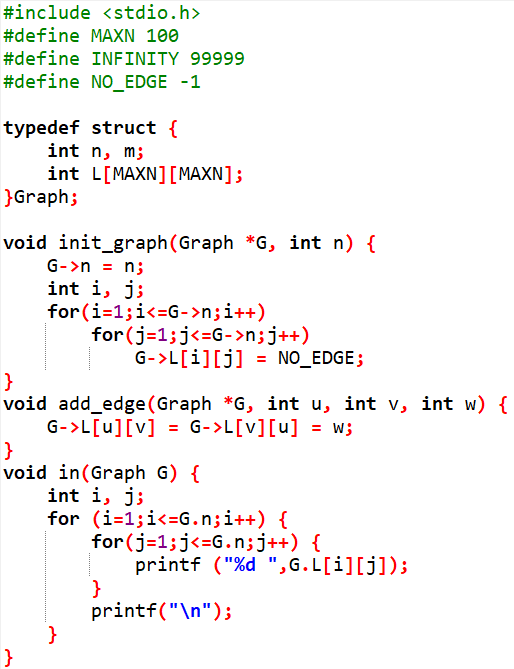 #include <stdio.h>
#define MAXN 100
#define INFINITY 99999
#define NO_EDGE -1

typedef struct {
    int n, m;
    int L[MAXN][MAXN];
}Graph;

void init_graph(Graph *G, int n) {
    G->n = n;
    int i, j;
    for(i=1;i<=G->n;i++)
        for(j=1;j<=G->n;j++)
            G->L[i][j] = NO_EDGE;
}
void add_edge(Graph *G, int u, int v, int w) {
    G->L[u][v] = G->L[v][u] = w;
}
void in(Graph G) {
    int i, j;
    for (i=1;i<=G.n;i++) {
        for(j=1;j<=G.n;j++) {
            printf ("%d ",G.L[i][j]);
        }
        printf("\n");
    }
}